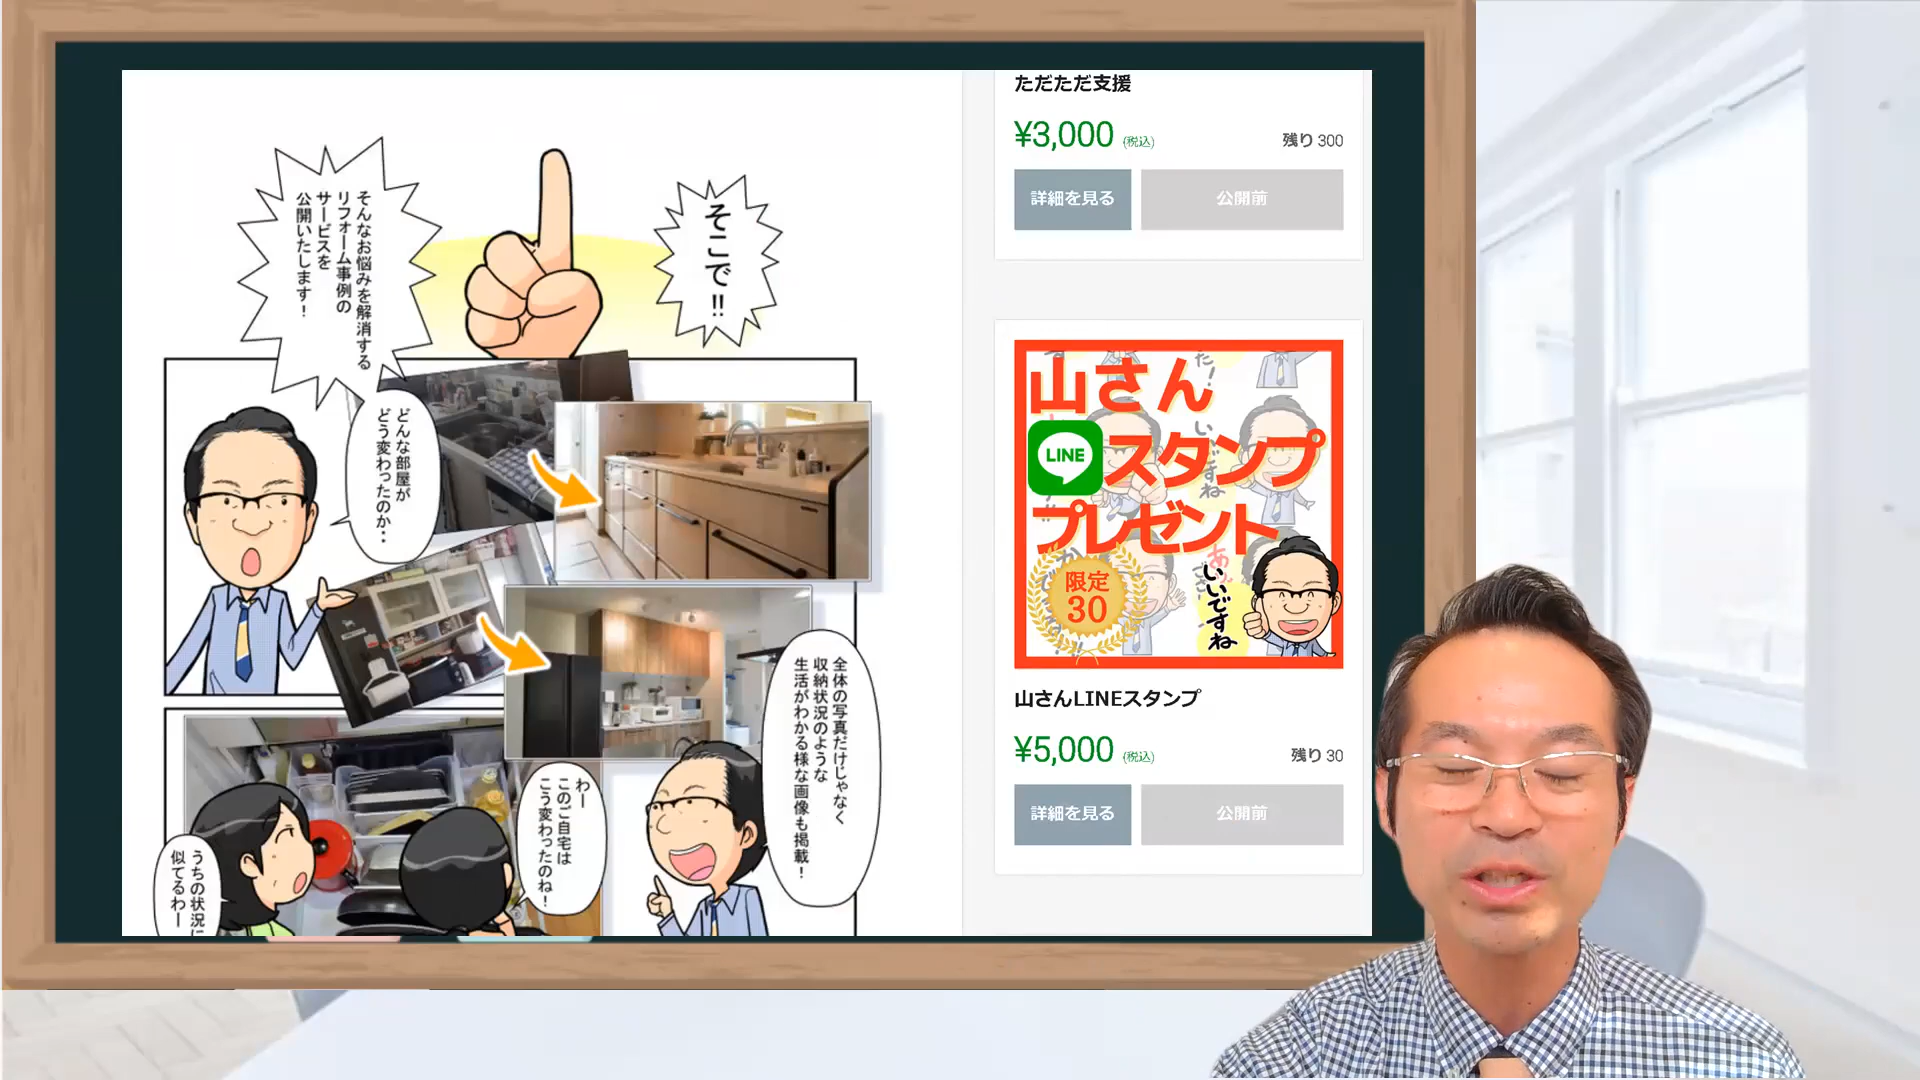 そこで!!
そんなお悩みを解消する
リフォーム事例の
サービスを
公開いたします!
どんな部屋が
どう変わったのか‥
全体の写真だけじゃなく
収納状況のような
生活がわかる様な画像も掲載!
わー
このご自宅は
こう変わったのね!
うちの状況に
似てるわー
ただただ支援
¥3,000 (税込)
残り 300
詳細を見る
公開前
山さん
LINE スタンプ
プレゼント
限定
30
いいですね
山さんLINEスタンプ
¥5,000 (税込)
残り 30
詳細を見る
公開前